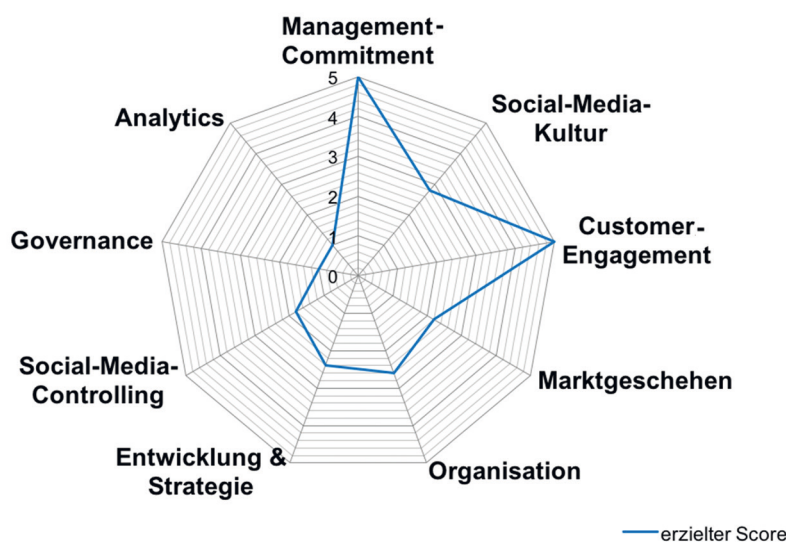 Management-
Commitment
Social-Media-
Kultur
Customer-
Engagement
Marktgeschehen
Organisation
Entwicklung &
Strategie
Social-Media-
Controlling
Governance
Analytics
5
4
3
2
1
0
erzielter Score